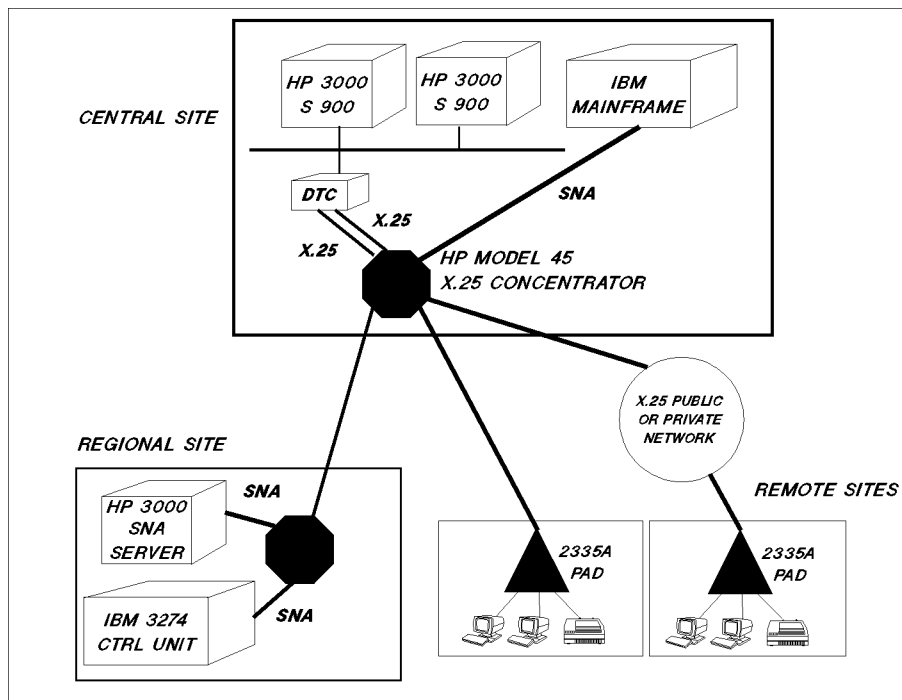 HP 3000
S 900
HP 3000
S 900
IBM
MAINFRAME
CENTRAL SITE
DTC
SNA
X.25
X.25
HP MODEL 45
X.25 CONCENTRATOR
X.25 PUBLIC
OR PRIVATE
NETWORK
REGIONAL SITE
SNA
HP 3000
SNA
SERVER
REMOTE SITES
2335A
PAD
2335A
PAD
IBM 3274
CTRL UNIT
SNA